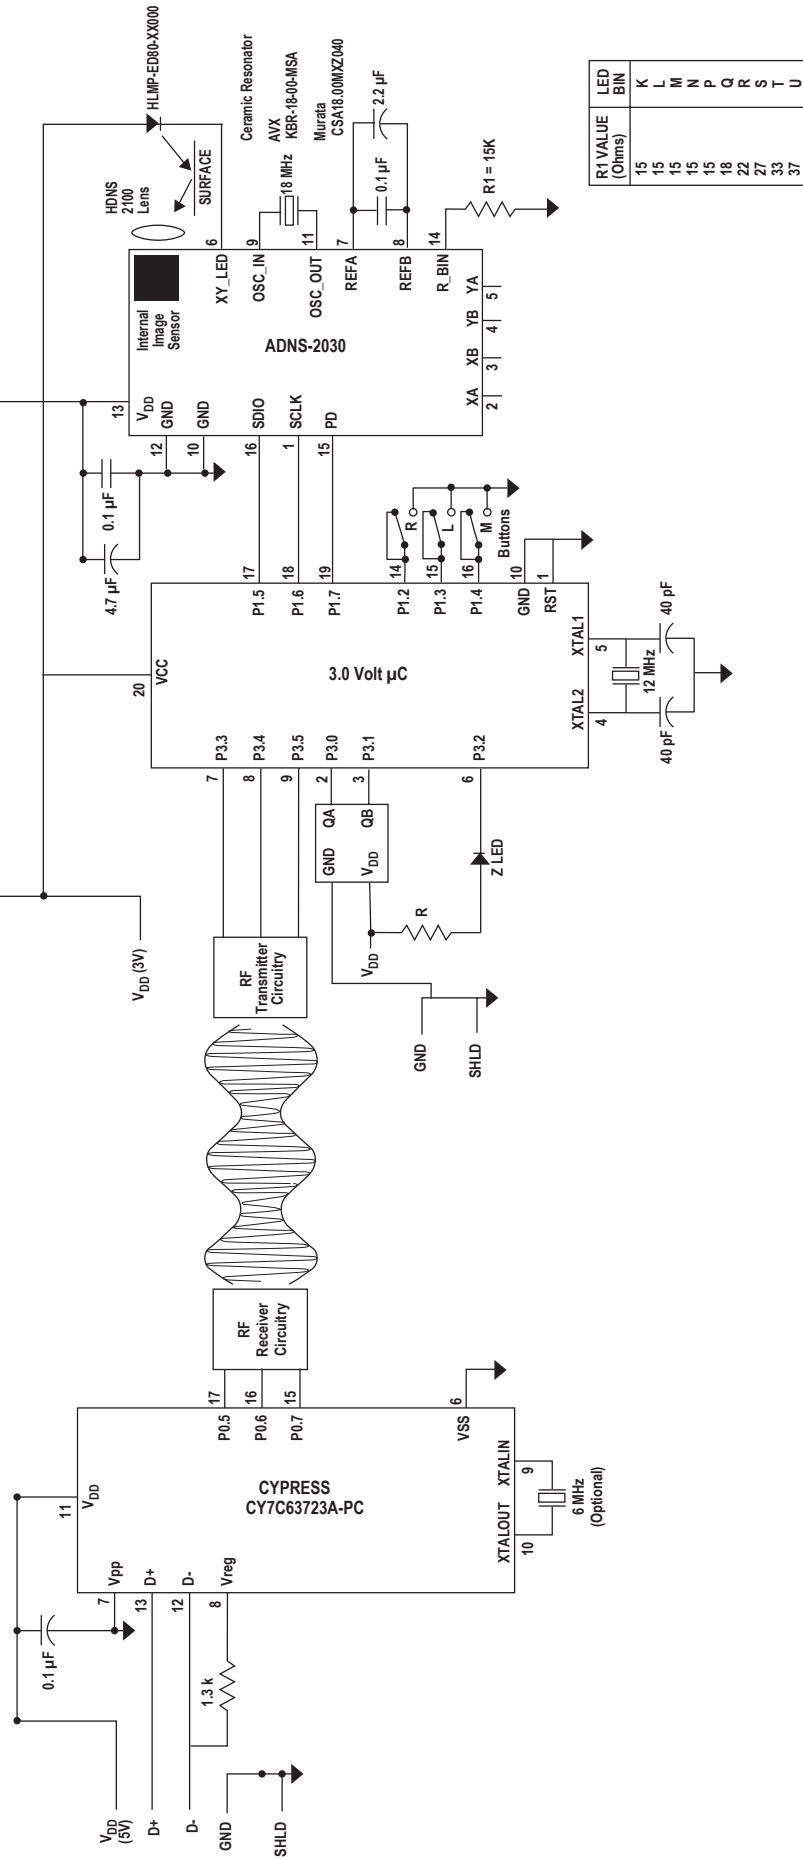 HLMP-ED80-XX000
HDNS
2100
Lens
SURFACE
Ceramic Resonator
AVX
KBR-18-00-MSA
Murata
CSA18.00MXZ040
18 MHz
2.2 µF
0.1 µF
R1 = 15K
6
9
11
7
8
14
XY_LED
OSC_IN
OSC_OUT
REFA
REFB
R_BIN
Internal
Image
Sensor
ADNS-2030
13
VDD
GND
GND
SDIO
SCLK
PD
12
10
16
1
15
XA
XB
YB
YA
2
3
4
5
R1 VALUE
(Ohms)
LED
BIN
15 K
15 L
15 M
15 N
15 P
18 Q
22 R
27 S
33 T
37 U
4.7 µF
0.1 µF
17
18
19
P1.5
P1.6
P1.7
R
L
M
Buttons
14
15
16
10
1
P1.2
P1.3
P1.4
GND
RST
20
VCC
3.0 Volt µC
XTAL1
XTAL2
5
4
12 MHz
40 pF
40 pF
P3.3
P3.4
P3.5
P3.0
P3.1
P3.2
7
8
9
2
3
6
QA
QB
GND
VDD
Z LED
R
VDD
GND
SHLD
VDD (3V)
RF
Transmitter
Circuitry
RF
Receiver
Circuitry
17
16
15
6
P0.5
P0.6
P0.7
VSS
11
VDD
CYPRESS
CY7C63723A-PC
XTALIN
XTALOUT
9
10
6 MHz
(Optional)
Vpp
D+
D-
Vreg
7
13
12
8
0.1 µF
1.3 k
VDD
(5V)
D+
D-
GND
SHLD